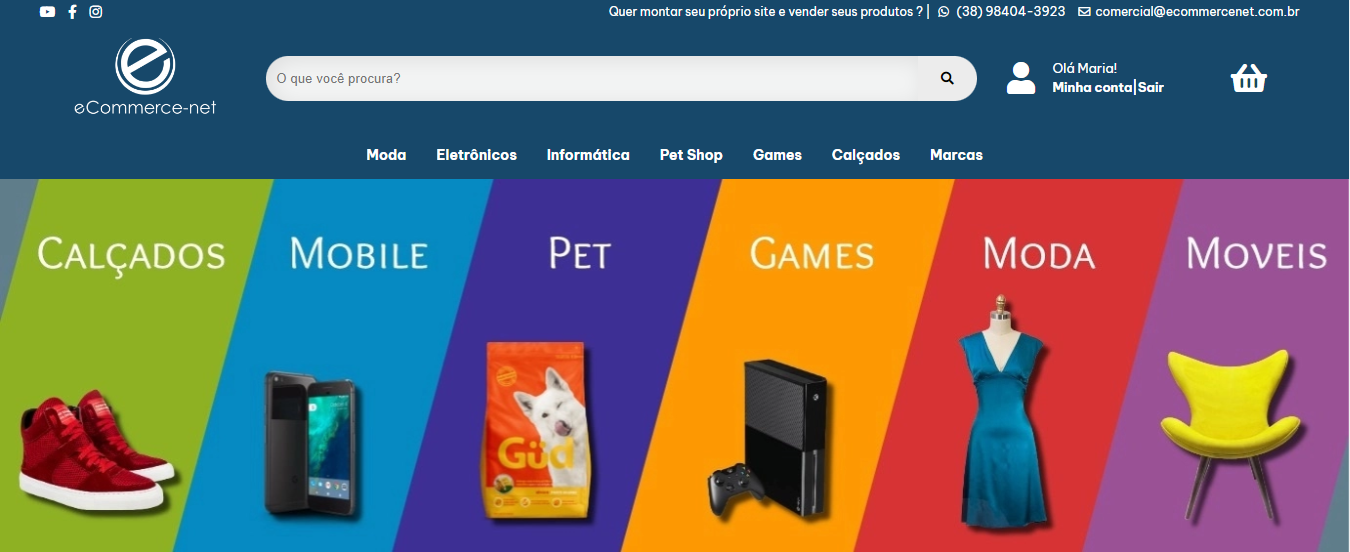 Quer montar seu próprio site e vender seus produtos ? | (38) 98404-3923 comercial@ecommercenet.com.br
eCommerce-net
O que você procura?
Olá Maria!
Minha conta|Sair
Moda Eletrônicos Informática Pet Shop Games Calçados Marcas
Calçados Mobile Pet Games Moda Moveis
Güd